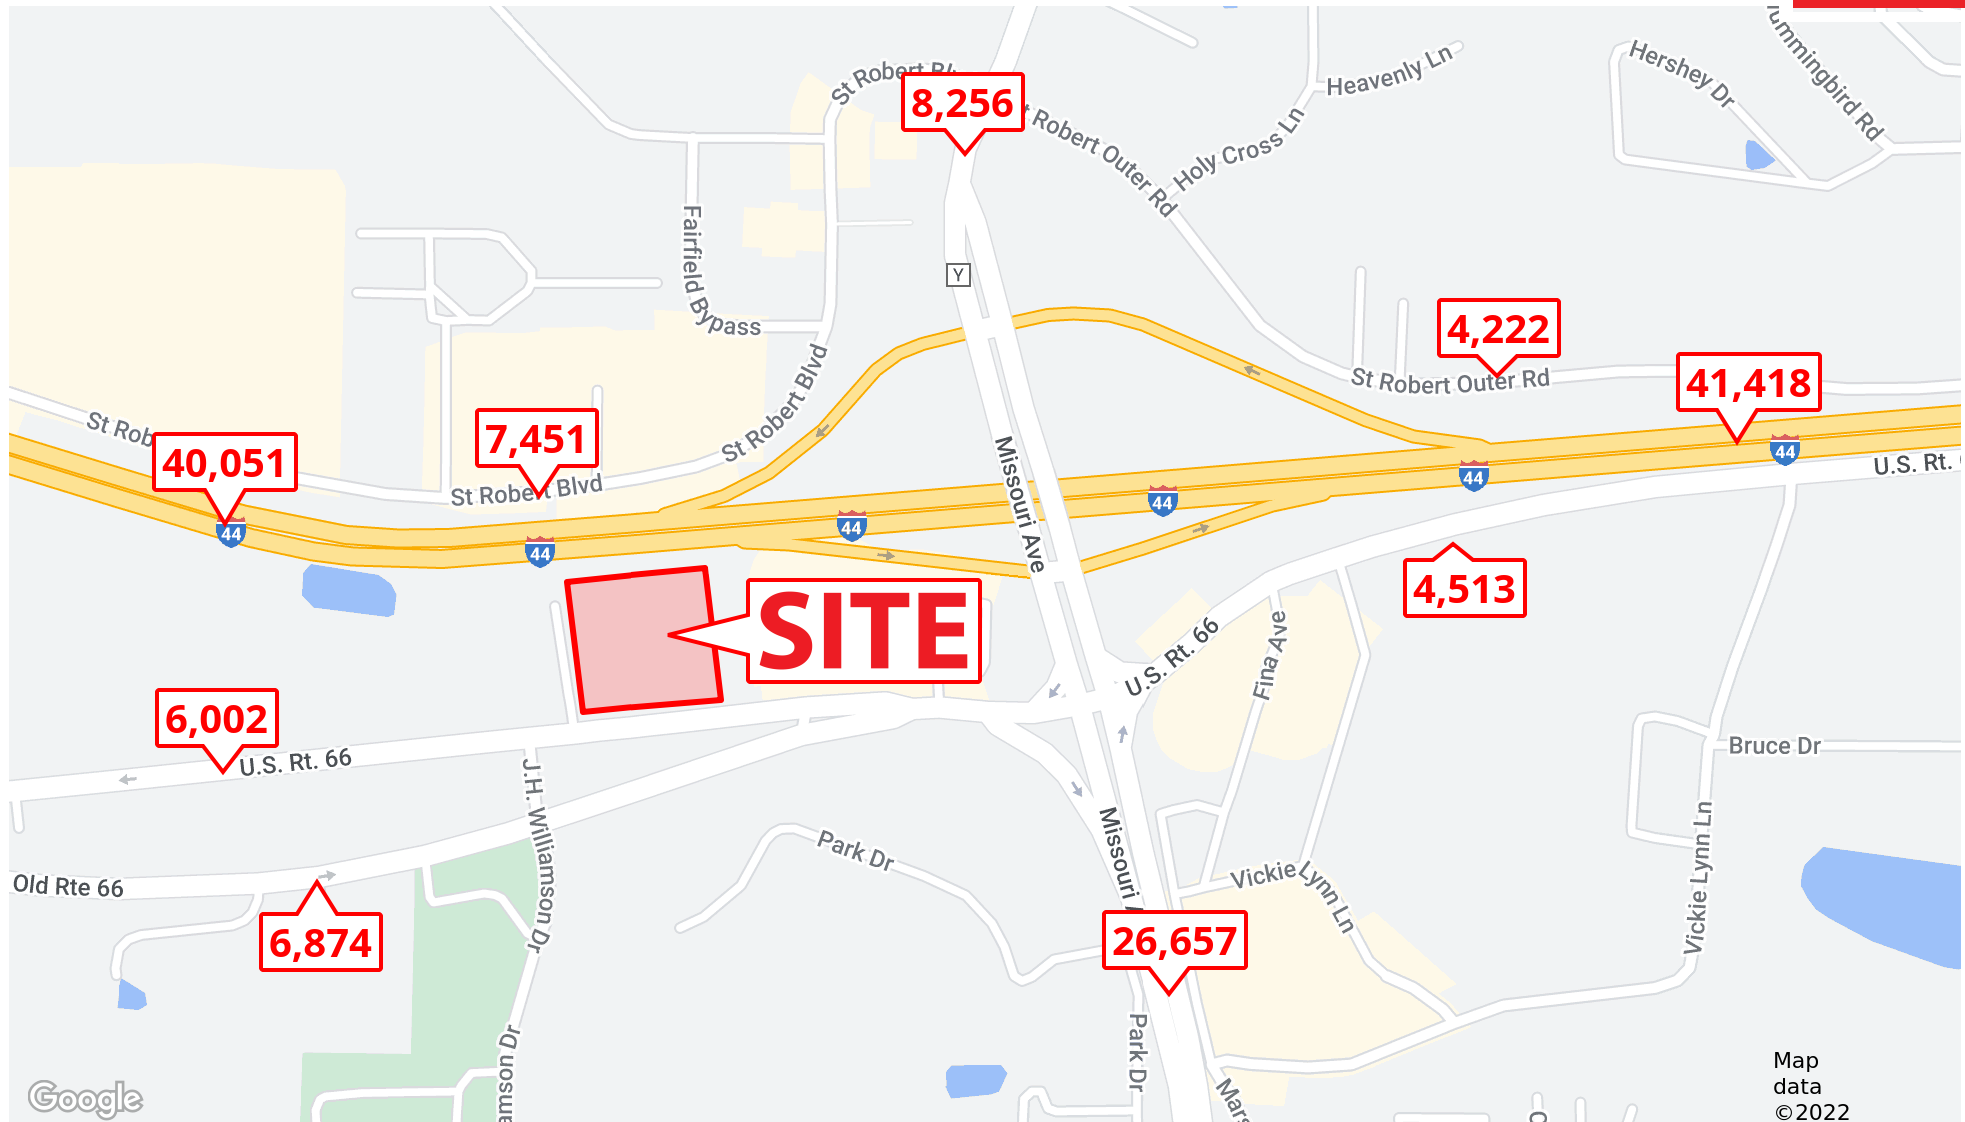 St Robert
8,256
St Robert Outer Rd
Heavenly Ln
Holy Cross Ln
Hershey Dr
Hummingbird Rd
Fairfield Bypass
Y
St Robert Blvd
4,222
St Robert Outer Rd
41,418
44
U.S. Rt.
St Rob
40,051
44
7,451
St Robert Blvd
44
44
44
44
Missouri Ave
4,513
SITE
U.S. Rt. 66
Fina Ave
6,002
U.S. Rt. 66
Bruce Dr
J.H. Williamson Dr
Park Dr
Missouri
Old Rte 66
6,874
Vickie Lynn Ln
Vickie Lynn Ln
26,657
Park Dr
amson Dr
Mars
Google
Map
data
©2022